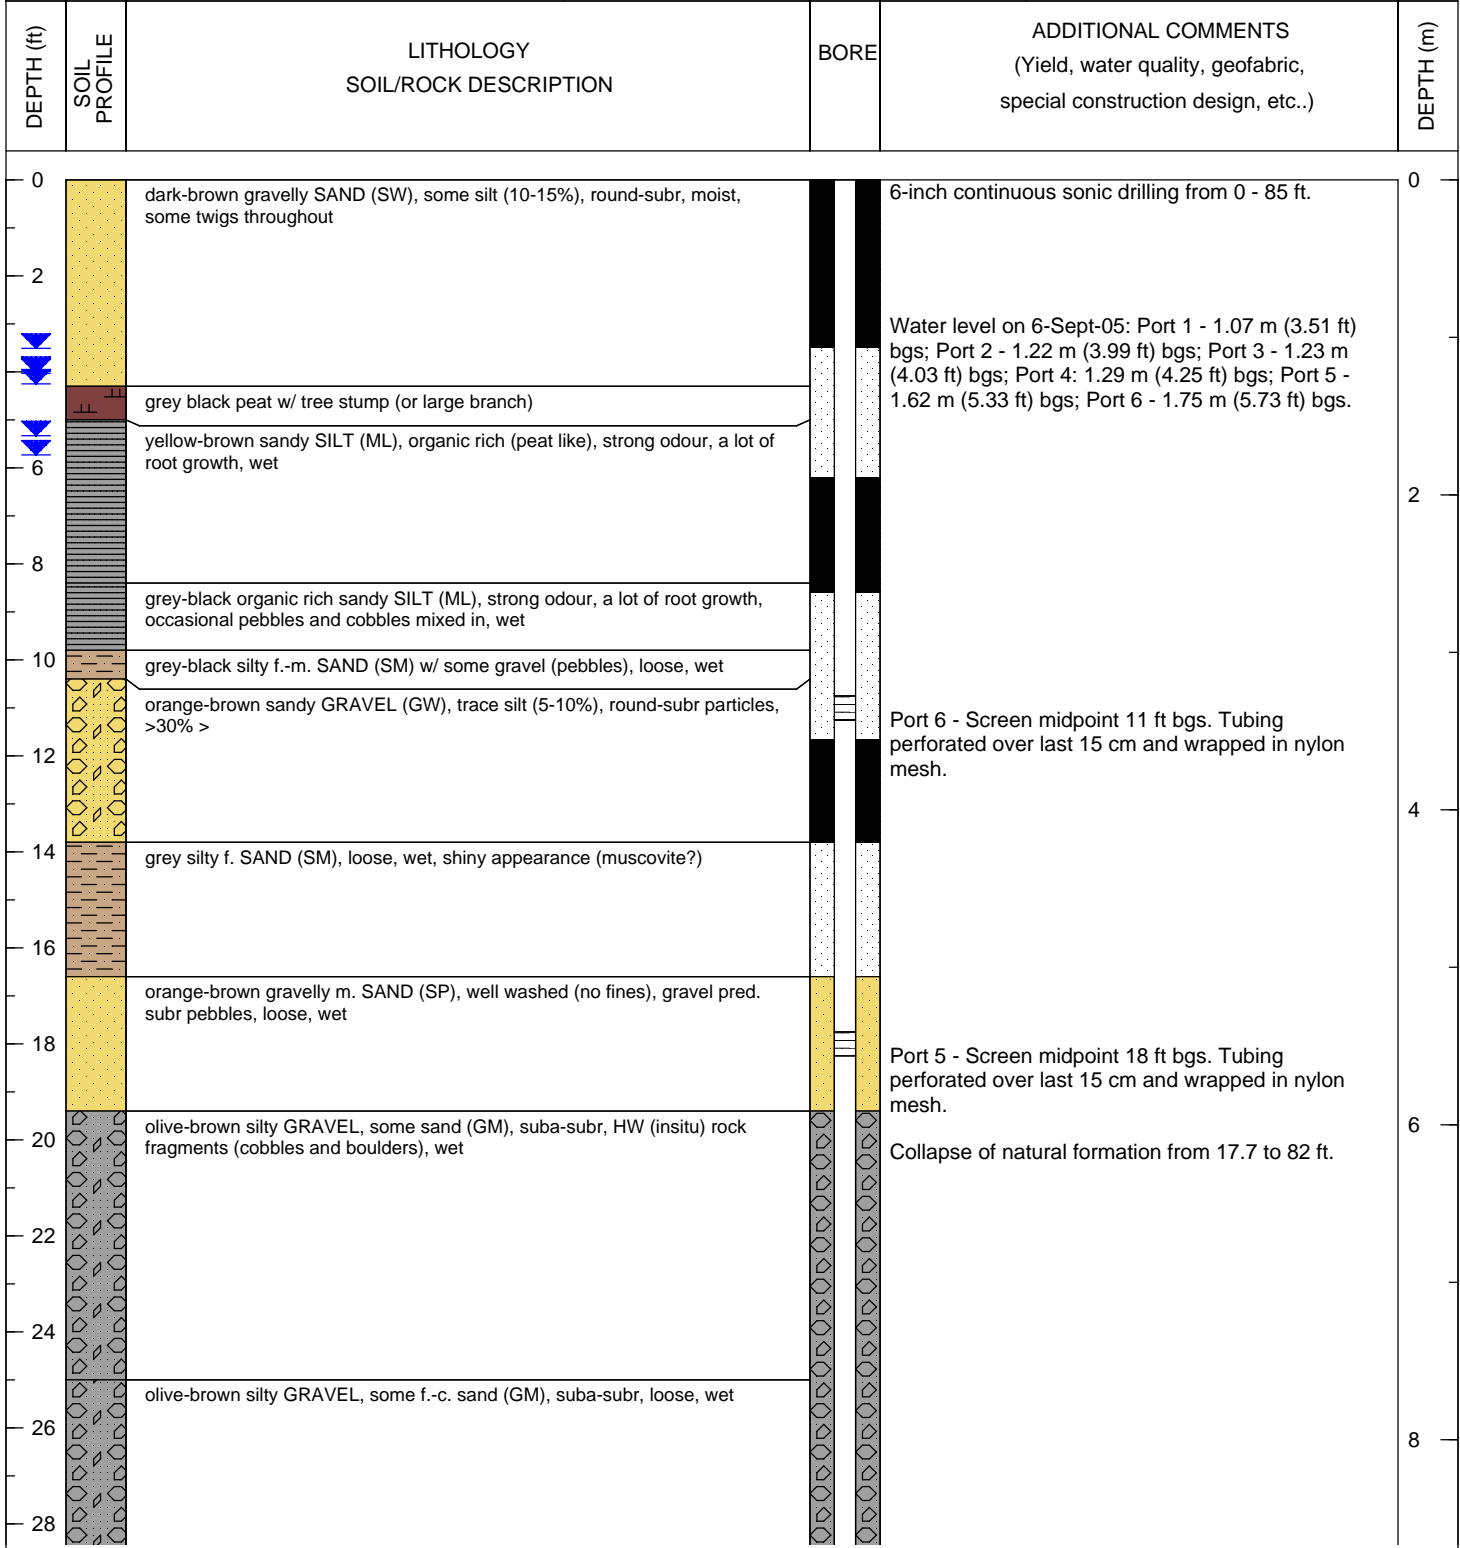 DEPTH (ft)
SOIL
PROFILE
LITHOLOGY
SOIL/ROCK DESCRIPTION
BORE
ADDITIONAL COMMENTS
(Yield, water quality, geofabric,
special construction design, etc..)
DEPTH (m)
0
dark-brown gravelly SAND (SW), some silt (10-15%), round-subr, moist,
some twigs throughout
6-inch continuous sonic drilling from 0 - 85 ft.
0
2
Water level on 6-Sept-05: Port 1 - 1.07 m (3.51 ft)
bgs; Port 2 - 1.22 m (3.99 ft) bgs; Port 3 - 1.23 m
(4.03 ft) bgs; Port 4: 1.29 m (4.25 ft) bgs; Port 5 -
1.62 m (5.33 ft) bgs; Port 6 - 1.75 m (5.73 ft) bgs.
grey black peat w/ tree stump (or large branch)
yellow-brown sandy SILT (ML), organic rich (peat like), strong odour, a lot of
root growth, wet
6
2
8
grey-black organic rich sandy SILT (ML), strong odour, a lot of root growth,
occasional pebbles and cobbles mixed in, wet
10
grey-black silty f.-m. SAND (SM) w/ some gravel (pebbles), loose, wet
orange-brown sandy GRAVEL (GW), trace silt (5-10%), round-subr particles,
>30% >
Port 6 - Screen midpoint 11 ft bgs. Tubing
perforated over last 15 cm and wrapped in nylon
mesh.
12
4
14
grey silty f. SAND (SM), loose, wet, shiny appearance (muscovite?)
16
orange-brown gravelly m. SAND (SP), well washed (no fines), gravel pred.
subr pebbles, loose, wet
18
Port 5 - Screen midpoint 18 ft bgs. Tubing
perforated over last 15 cm and wrapped in nylon
mesh.
olive-brown silty GRAVEL, some sand (GM), suba-subr, HW (insitu) rock
fragments (cobbles and boulders), wet
20
6
Collapse of natural formation from 17.7 to 82 ft.
22
24
olive-brown silty GRAVEL, some f.-c. sand (GM), suba-subr, loose, wet
26
8
28